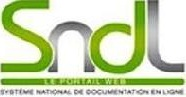 Sndl
LE PORTAIL WEB
SYSTÈME NATIONAL DE DOCUMENTATION EN LIGNE